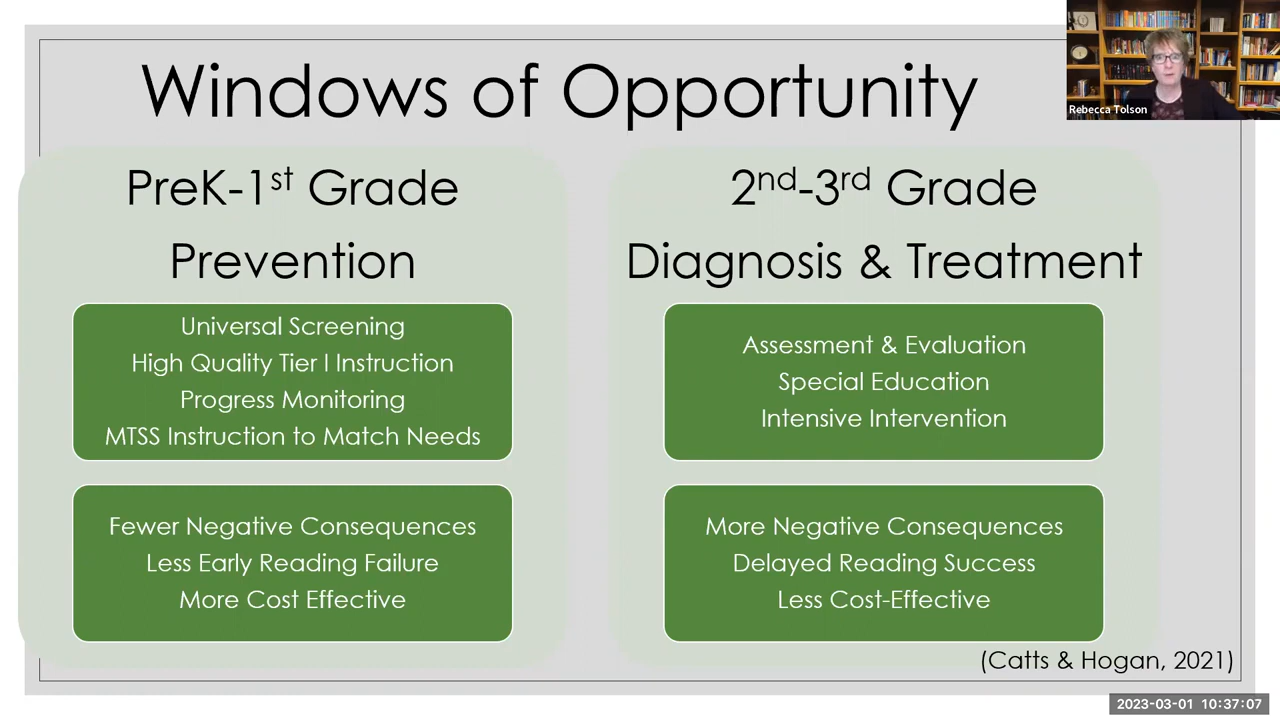 Windows of Opportunity
Rebecca Tolson
PreK-1st Grade
Prevention
Universal Screening
High Quality Tier I Instruction
Progress Monitoring
MTSS Instruction to Match Needs
Fewer Negative Consequences
Less Early Reading Failure
More Cost Effective
2nd-3rd Grade
Diagnosis & Treatment
Assessment & Evaluation
Special Education
Intensive Intervention
More Negative Consequences
Delayed Reading Success
Less Cost-Effective
(Catts & Hogan, 2021)
2023-03-01 10:37:07